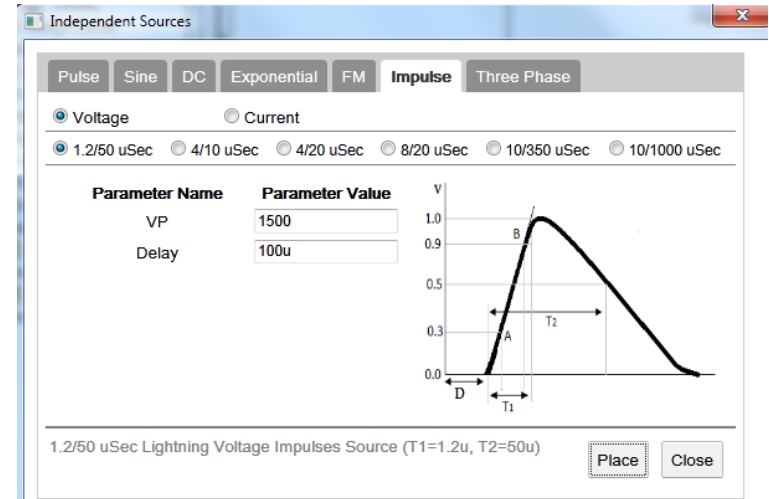 Independent Sources
x
Pulse Sine DC Exponential FM Impulse Three Phase
Voltage Current
1.2/50 uSec 4/10 uSec 4/20 uSec 8/20 uSec 10/350 uSec 10/1000 uSec
Parameter Name Parameter Value
VP 1500
Delay 100u
V
1.0
B
0.9
0.5
T2
0.3
A
0.0
D
T1
1.2/50 uSec Lightning Voltage Impulses Source (T1=1.2u, T2=50u)
Place Close